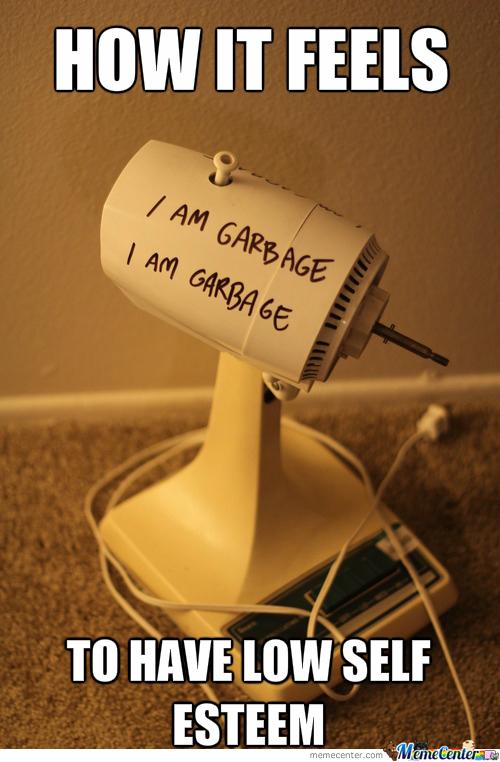 HOW IT FEELS
I AM GARBAGE
I AM GARBAGE
TO HAVE LOW SELF
ESTEEM
memecenter.com MemeCenter